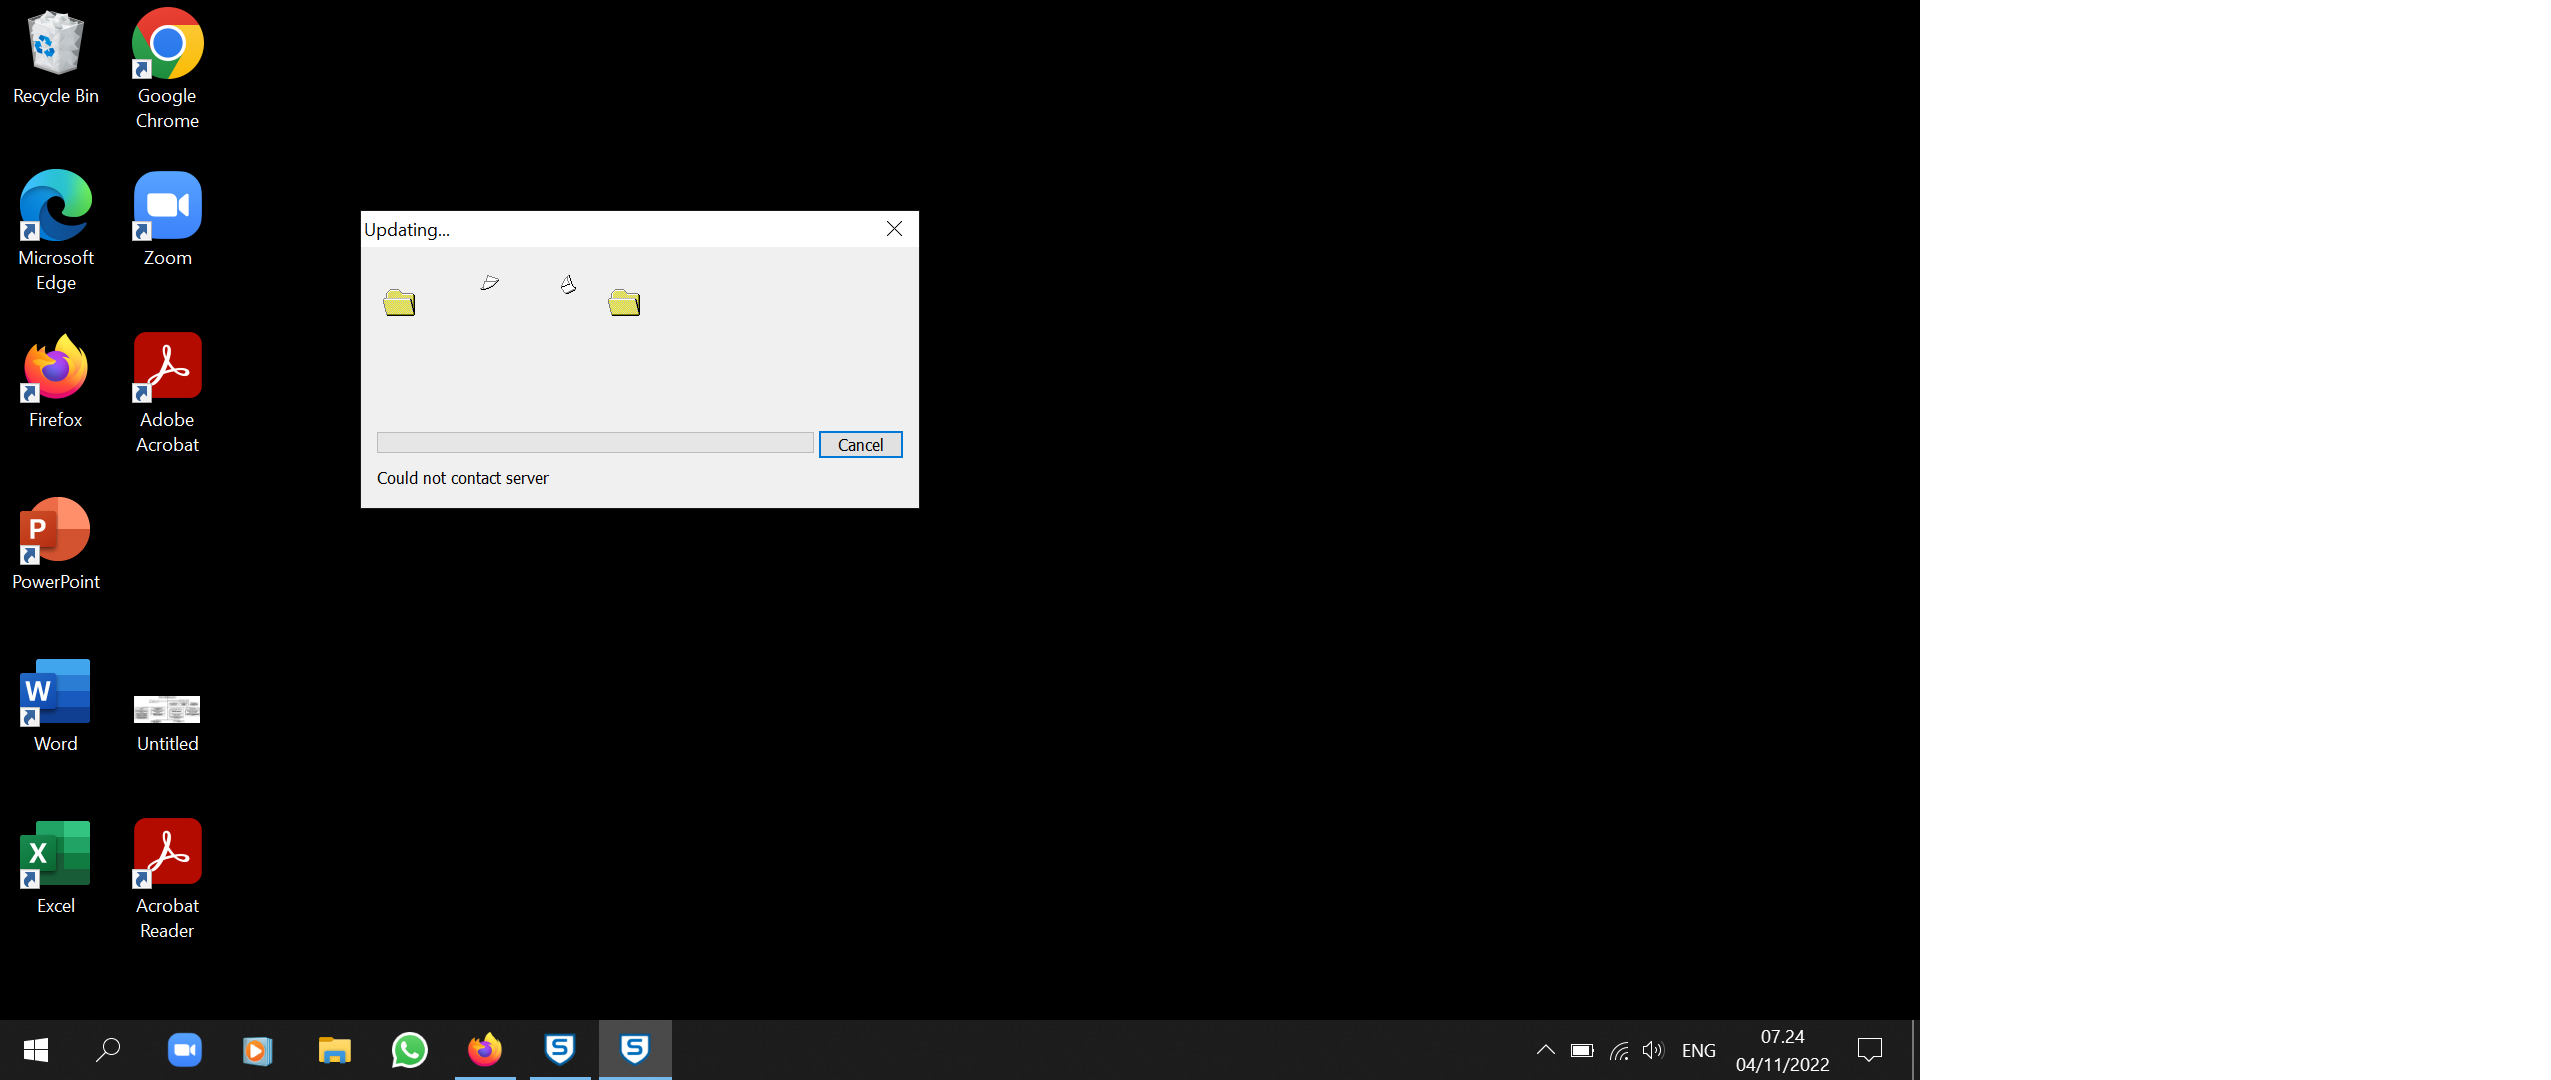 Recycle Bin
Google
Chrome
Microsoft
Edge
Zoom
Firefox
Adobe
Acrobat
PowerPoint
Word
Untitled
Excel
Acrobat
Reader
Updating...
Cancel
Could not contact server
ENG
07.24
04/11/2022